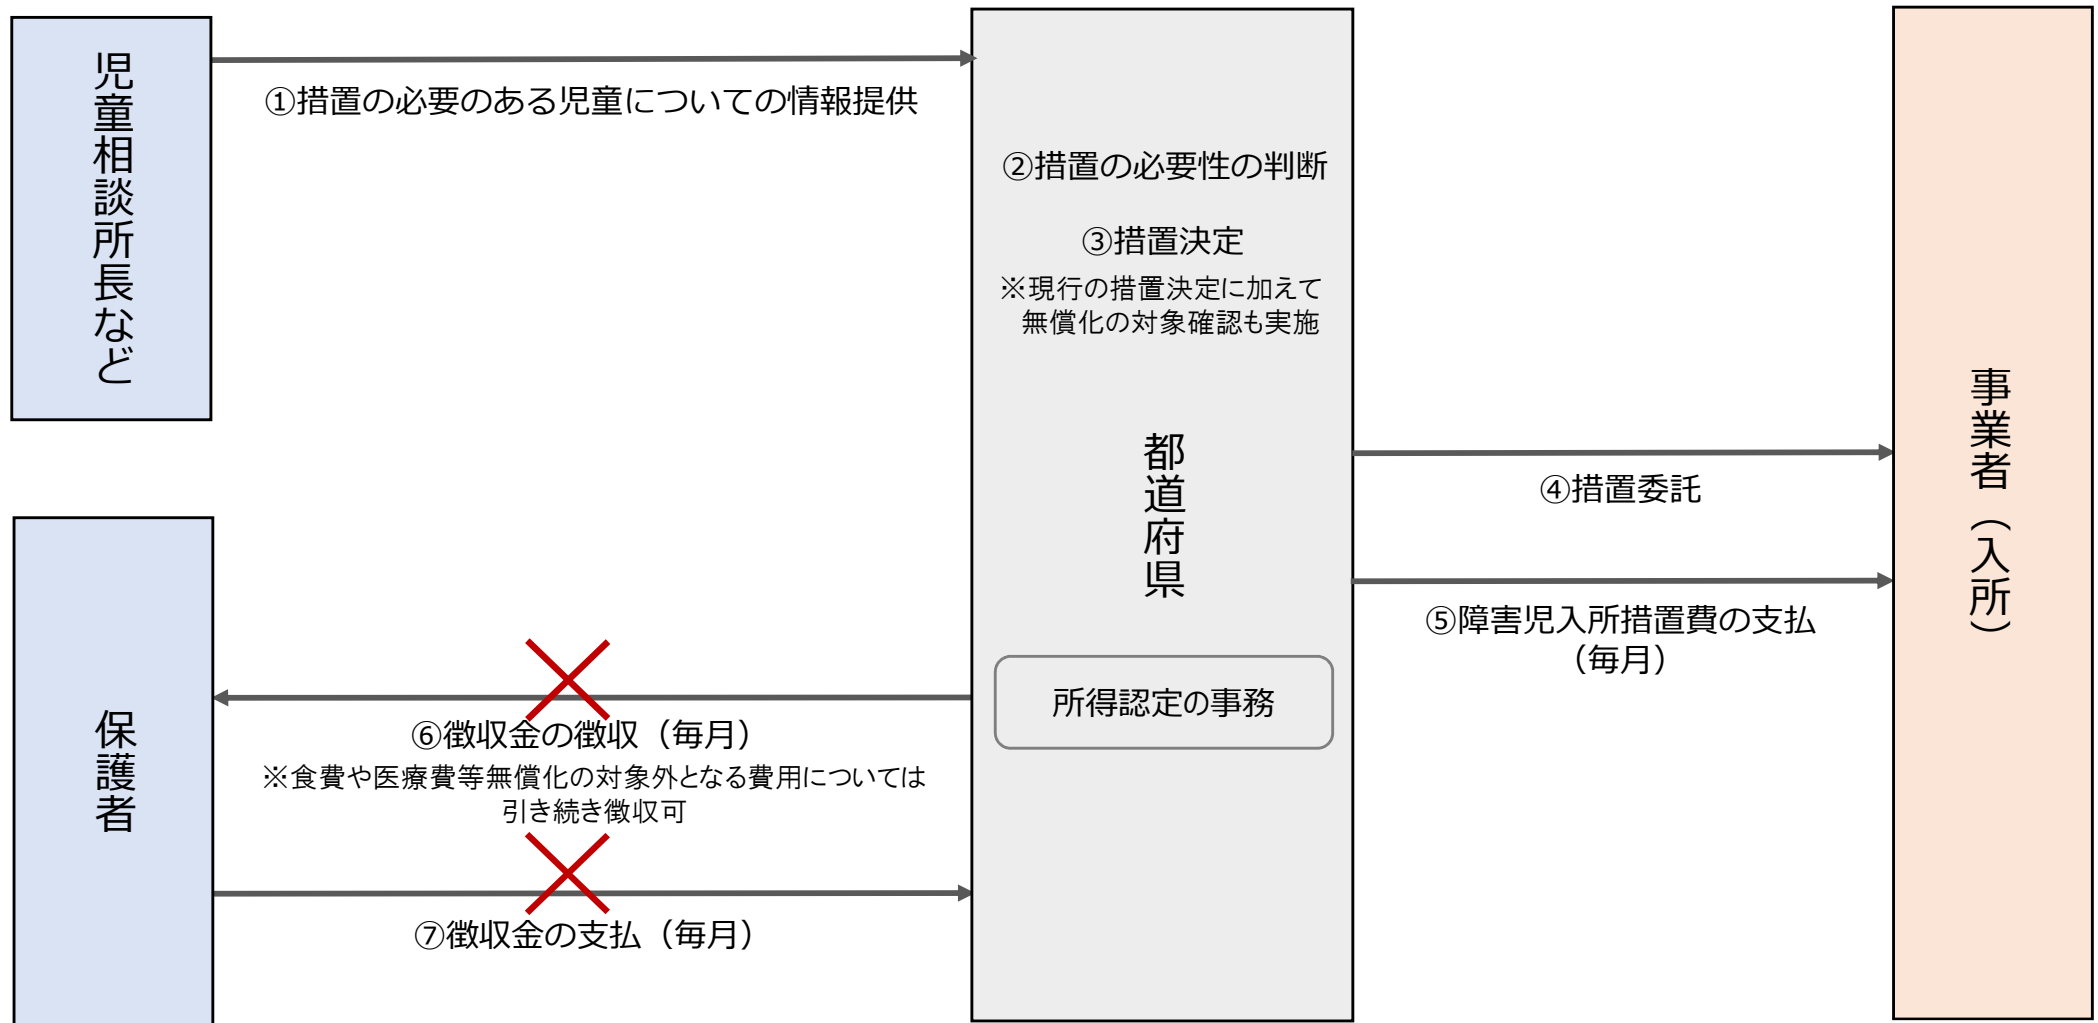 児童相談所長など
①措置の必要のある児童についての情報提供
②措置の必要性の判断
③措置決定
※現行の措置決定に加えて
無償化の対象確認も実施
都道府県
所得認定の事務
④措置委託
⑤障害児入所措置費の支払
（毎月）
事業者（入所）
保護者
⑥徴収金の徴収（毎月）
※食費や医療費等無償化の対象外となる費用については
引き続き徴収可
⑦徴収金の支払（毎月）